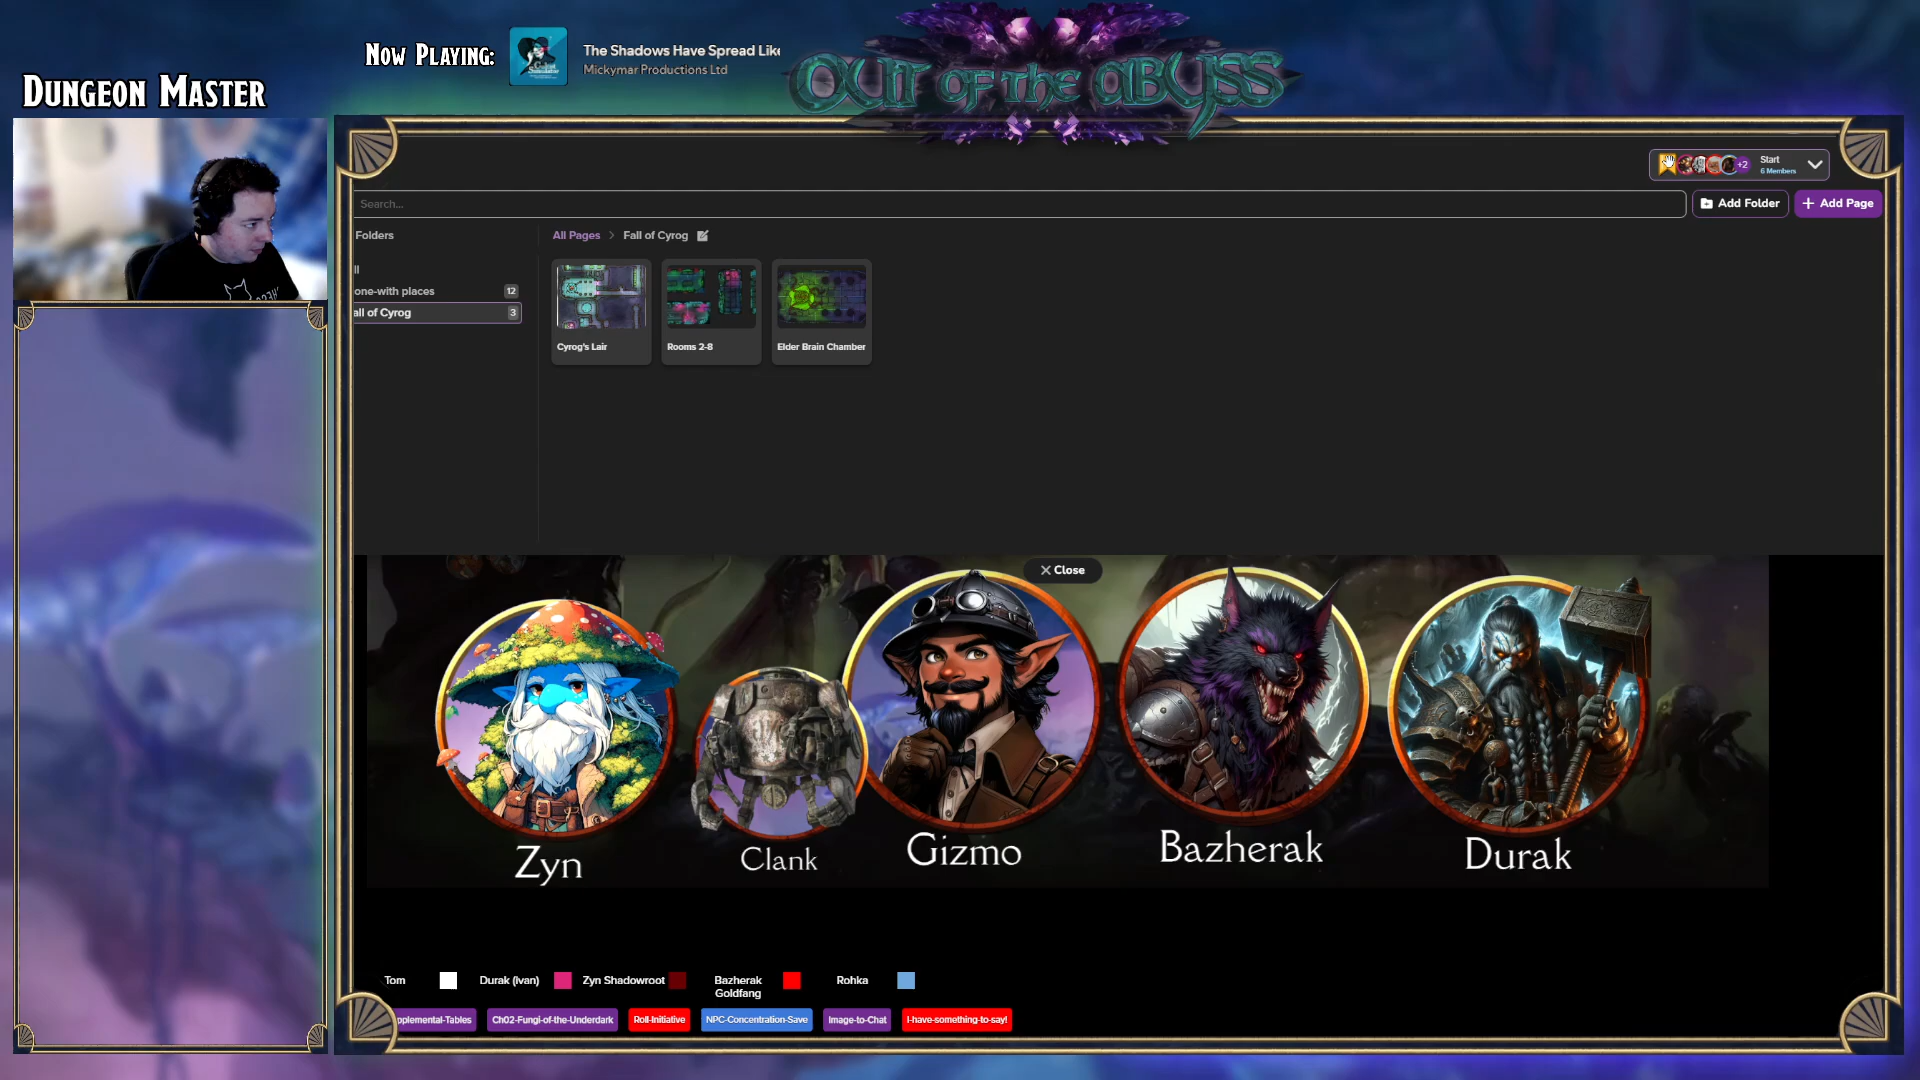 Now Playing:
The Shadows Have Spread Like
Mickymar Productions Ltd
OUT OF THE ABYSS
Dungeon Master
+2
Start
6 Members
Search...
Add Folder
+ Add Page
Folders
All Pages > Fall of Cyrog
ll
one-with places 12
all of Cyrog 3
Cyrog's Lair
Rooms 2-8
Elder Brain Chamber
X Close
Zyn
Clank
Gizmo
Bazherak
Durak
Tom
Durak (Ivan)
Zyn Shadowroot
Bazherak
Goldfang
Rohka
pplemental-Tables
Ch02-Fungi-of-the-Underdark
Roll-Initiative
NPC-Concentration-Save
Image-to-Chat
I-have-something-to-say!